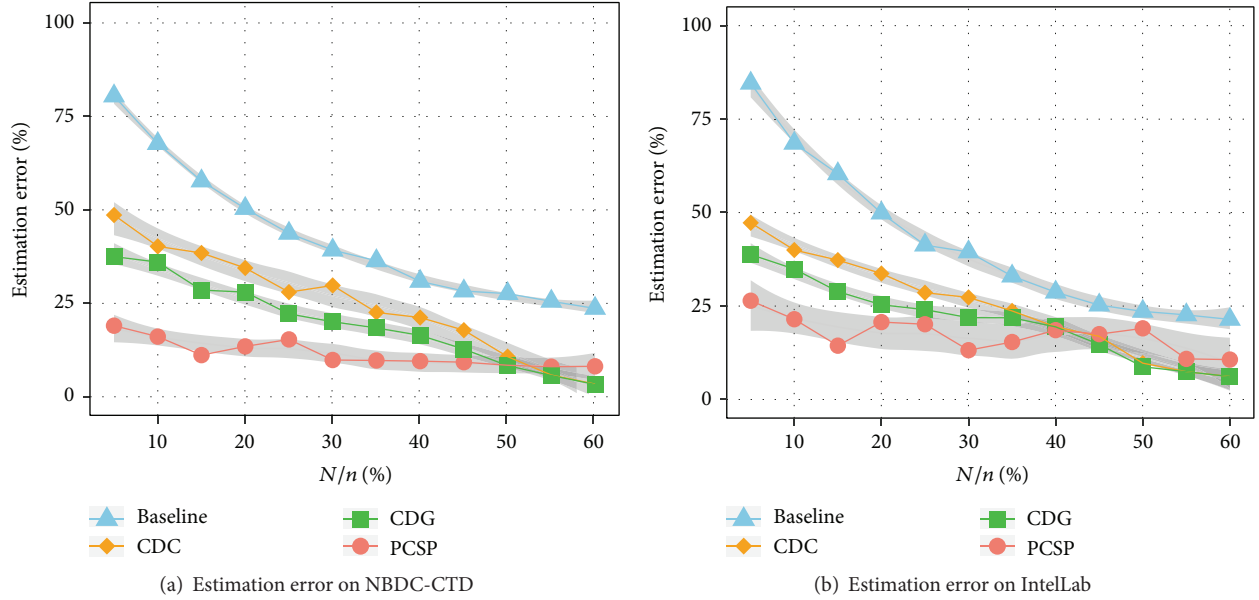 100
75
50
25
0
Estimation error (%)
10 20 30 40 50 60
N/n (%)
Baseline
CDC
CDG
PCSP
(a) Estimation error on NBDC-CTD
100
75
50
25
0
Estimation error (%)
10 20 30 40 50 60
N/n (%)
Baseline
CDC
CDG
PCSP
(b) Estimation error on IntelLab